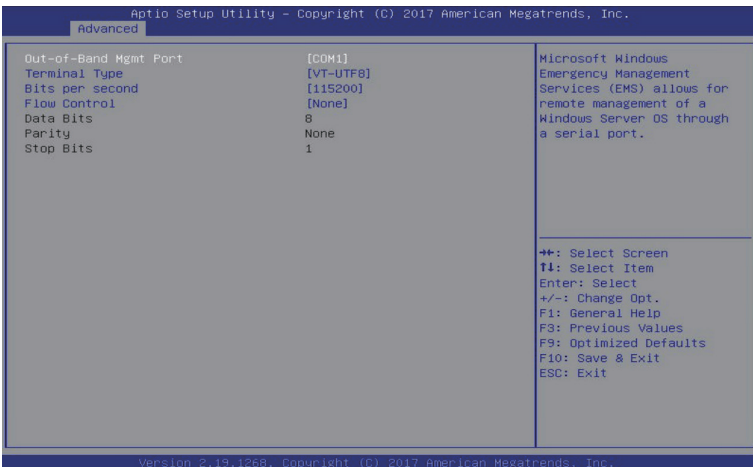 Aptio Setup Utility – Copyright (C) 2017 American Megatrends, Inc.
Advanced
Out-of-Band Mgmt Port [COM1]
Terminal Type [VT-UTF8]
Bits per second [115200]
Flow Control [None]
Data Bits 8
Parity None
Stop Bits 1
Microsoft Windows
Emergency Management
Services (EMS) allows for
remote management of a
Windows Server OS through
a serial port.
→←: Select Screen
↑↓: Select Item
Enter: Select
+/-: Change Opt.
F1: General Help
F3: Previous Values
F9: Optimized Defaults
F10: Save & Exit
ESC: Exit
Version 2.19.1268. Copyright (C) 2017 American Megatrends, Inc.